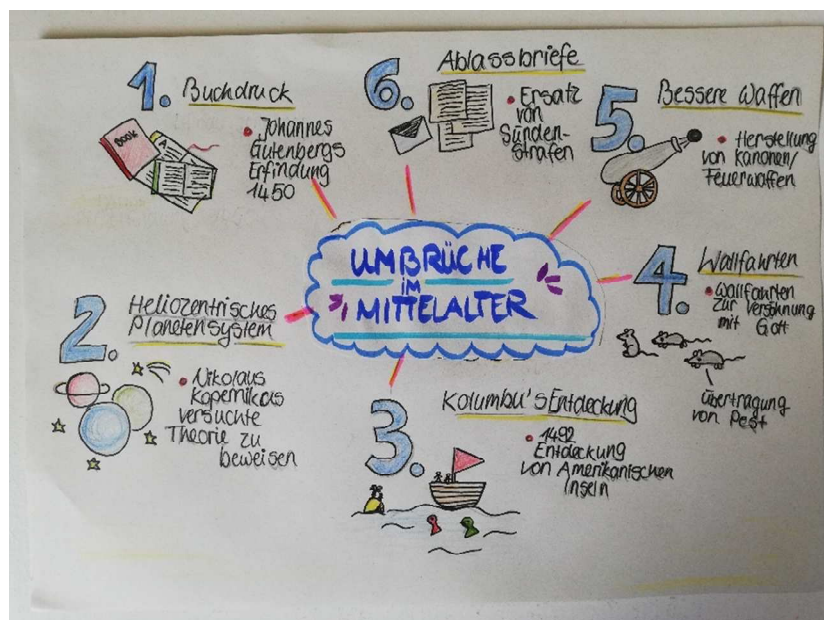 UMBRÜCHE
IM
MITTELALTER
1. Buchdruck
BOOK
A
• Johannes
Gutenbergs
Erfindung
1450
2. Heliozentrisches
Planetensystem
• Nikolaus
Kopernikus
versuchte
Theorie zu
beweisen
3. Kolumbu's Entdeckung
• 1492
Entdeckung
von Amerikanischen
Inseln
4. Wallfahrten
• Wallfahrten
zur Versöhnung
mit Gott
Übertragung
von Pest
5. Bessere Waffen
• Herstellung
von Kanonen/
Feuerwaffen
6. Ablassbriefe
• Ersatz
von
Sünden-
strafen